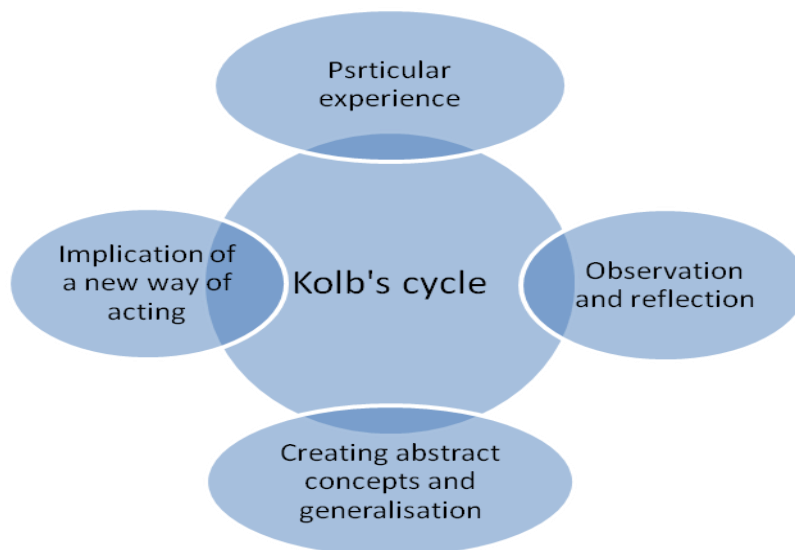 Psrticular
experience
Implication of
a new way of
acting
Kolb's cycle
Observation
and reflection
Creating abstract
concepts and
generalisation